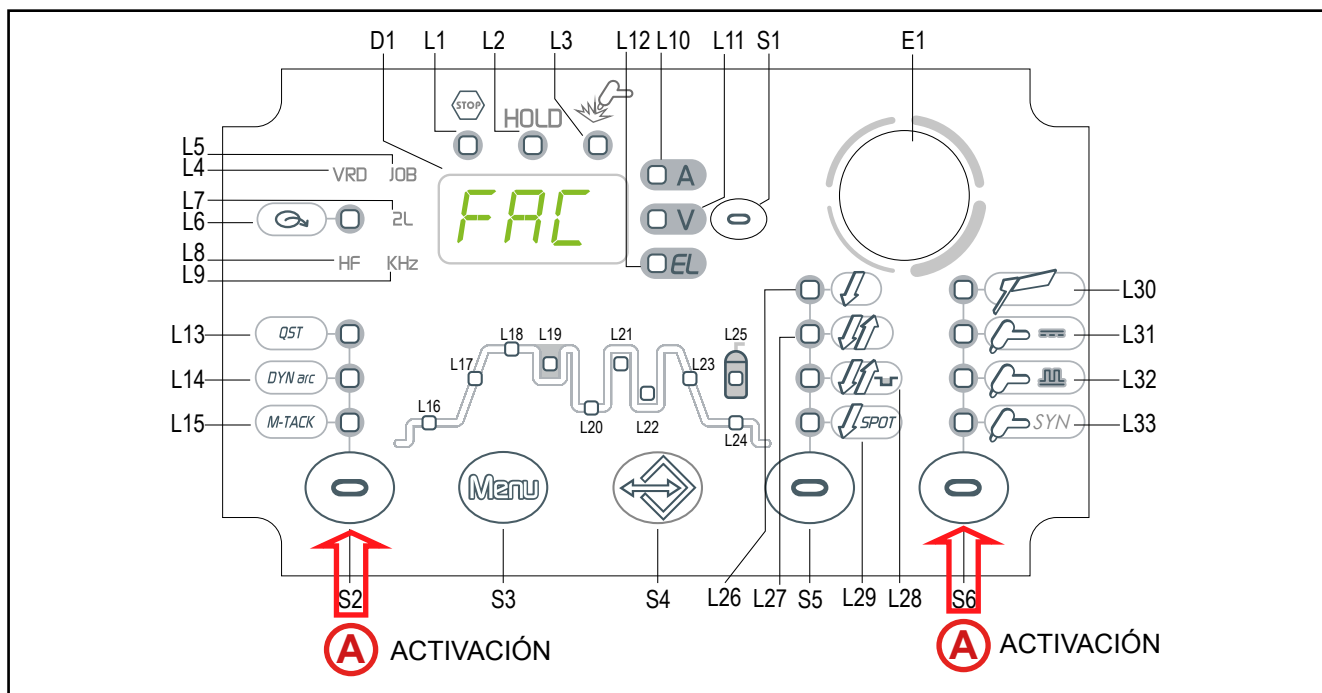 D1 L1 L2 L3 L12 L10 L11 S1 E1
STOP
HOLD
L5
L4 VRD JOB
A
L7
L6 2L
FAC
V
L8
L9 HF KHz
EL
L13 QST
L14 DYN arc
L15 M-TACK
L16 L17 L18 L19 L20 L21 L22 L23 L24 L25
L30
L31
L32
SPOT
SYN L33
Menu
S2 S3 S4 L26 L27 S5 L29 L28 S6
A ACTIVACIÓN
A ACTIVACIÓN